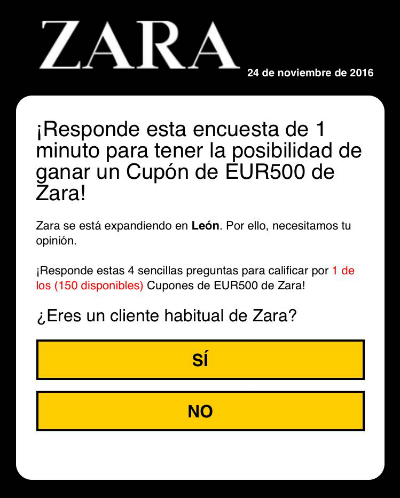 ZARA
24 de noviembre de 2016
¡Responde esta encuesta de 1
minuto para tener la posibilidad de
ganar un Cupón de EUR500 de
Zara!
Zara se está expandiendo en León. Por ello, necesitamos tu
opinión.
¡Responde estas 4 sencillas preguntas para calificar por 1 de
los (150 disponibles) Cupones de EUR500 de Zara!
¿Eres un cliente habitual de Zara?
SÍ
NO